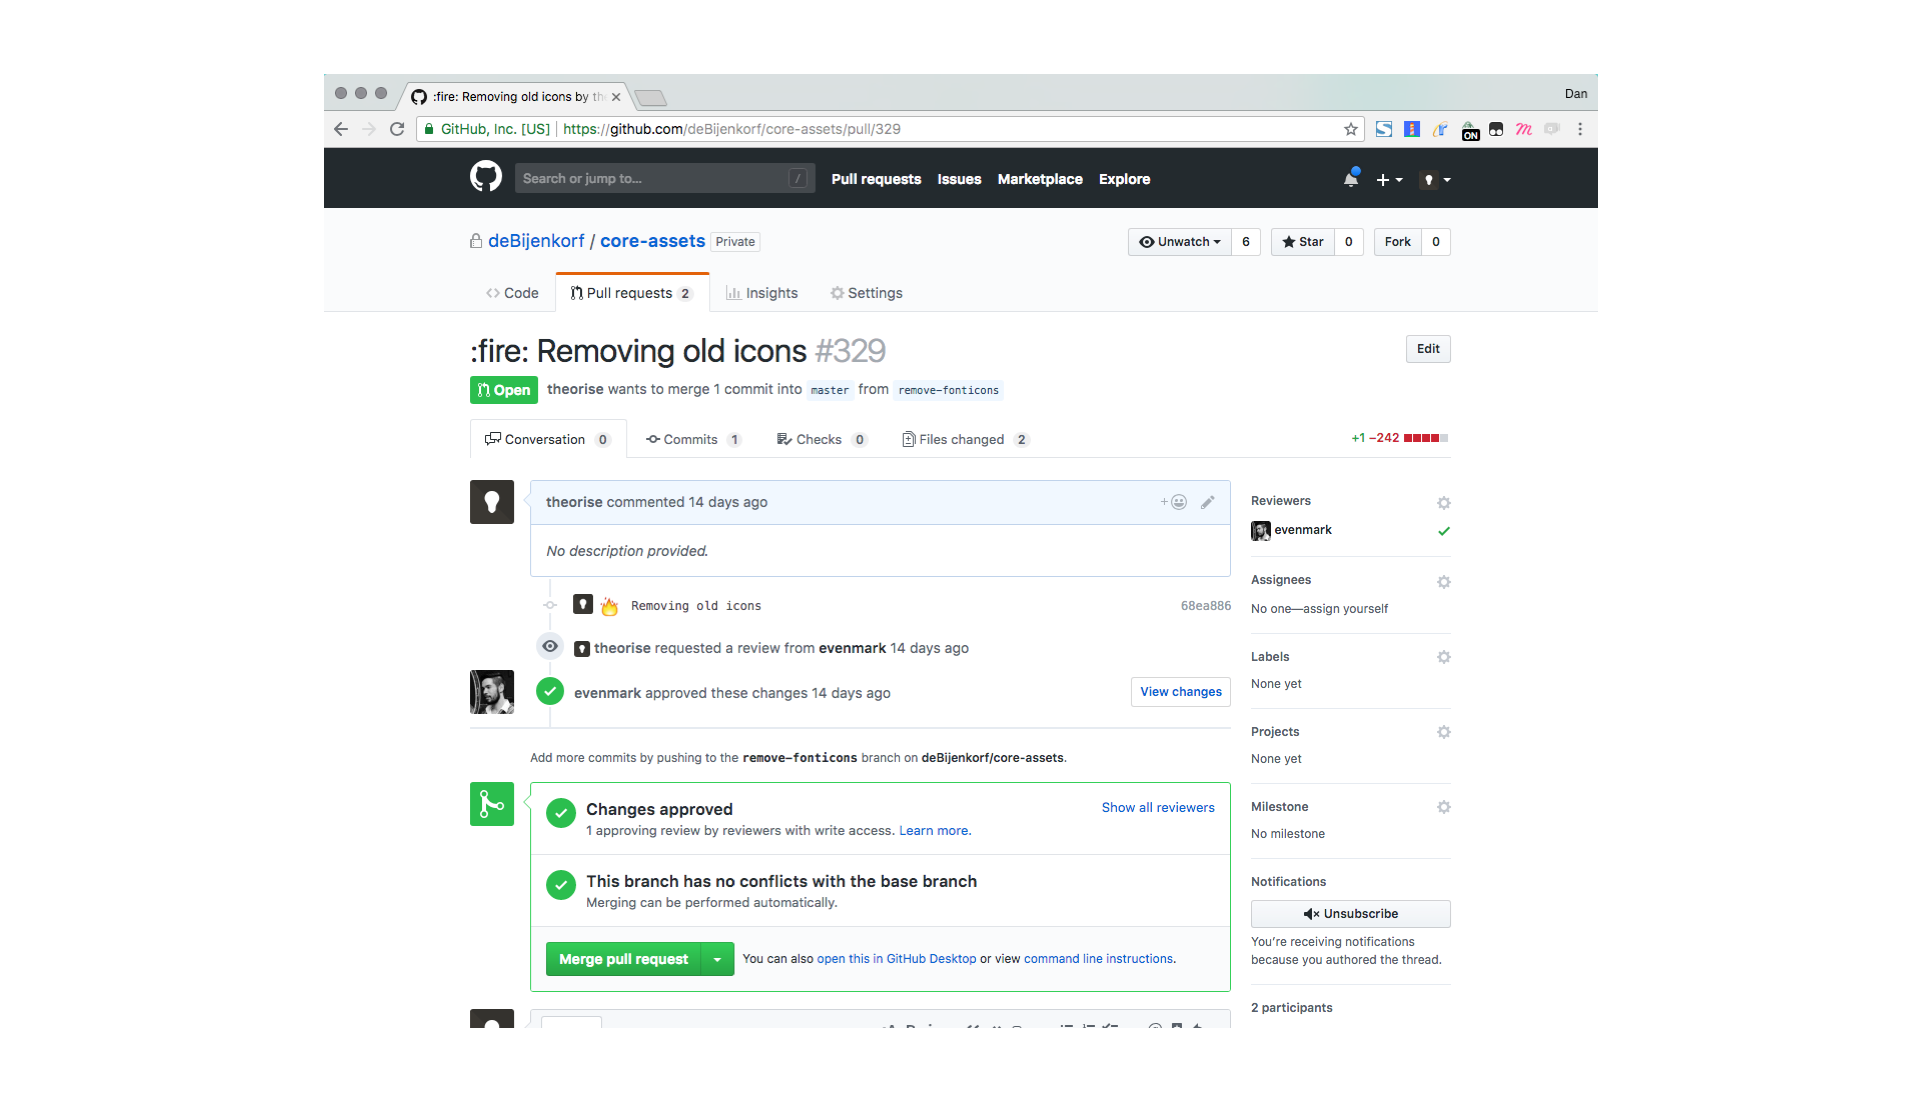 :fire: Removing old icons by th
Dan
GitHub, Inc. [US] | https://github.com/deBijenkorf/core-assets/pull/329
ON
Search or jump to...
/
Pull requests Issues Marketplace Explore
deBijenkorf / core-assets Private
Unwatch 6 Star 0 Fork 0
Code Pull requests 2 Insights Settings
:fire: Removing old icons #329
Edit
Open theorise wants to merge 1 commit into master from remove-fonticons
Conversation 0 Commits 1 Checks 0 Files changed 2
+1 −242
theorise commented 14 days ago
No description provided.
Removing old icons 68ea886
theorise requested a review from evenmark 14 days ago
evenmark approved these changes 14 days ago
View changes
Add more commits by pushing to the remove-fonticons branch on deBijenkorf/core-assets.
Changes approved
Show all reviewers
1 approving review by reviewers with write access. Learn more.
This branch has no conflicts with the base branch
Merging can be performed automatically.
Merge pull request
You can also open this in GitHub Desktop or view command line instructions.
Reviewers
evenmark
Assignees
No one—assign yourself
Labels
None yet
Projects
None yet
Milestone
No milestone
Notifications
Unsubscribe
You're receiving notifications
because you authored the thread.
2 participants